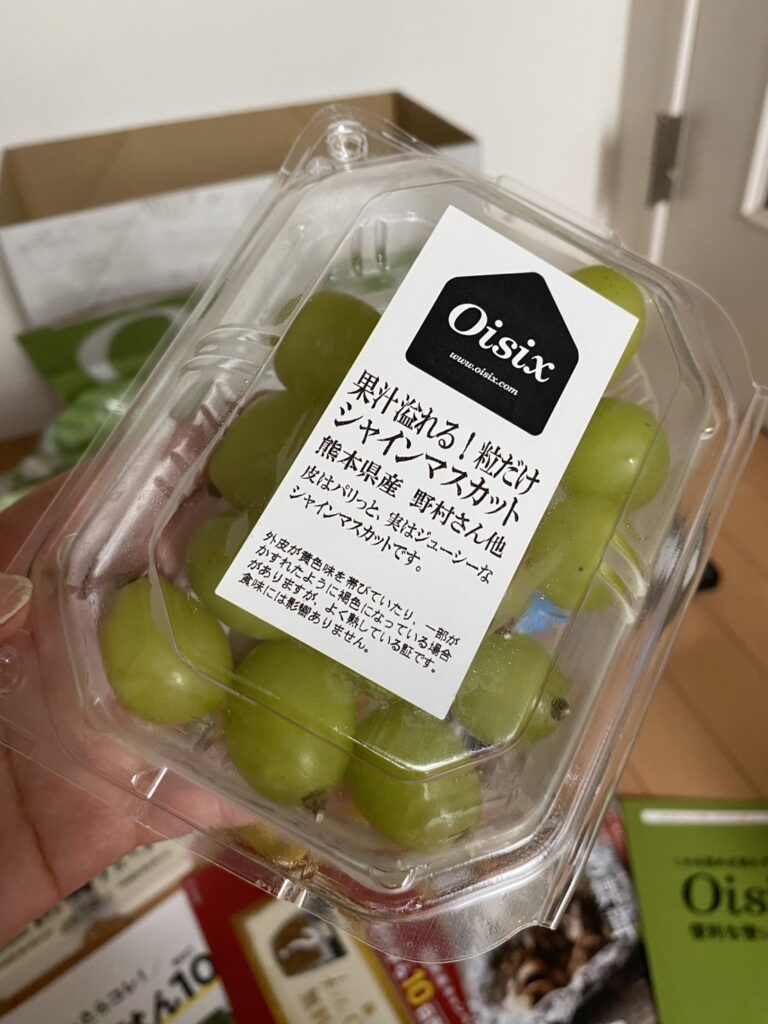 Oisix
www.oisix.com
果汁溢れる！粒だけ
シャインマスカット
熊本県産 野村さん他
皮はパリっと、実はジューシーな
シャインマスカットです。
外皮が黄色味を帯びていたり、一部が
かすれたように褐色になっている場合
がありますが、よく熟している証です。
食味には影響ありません。
Ois
10
10